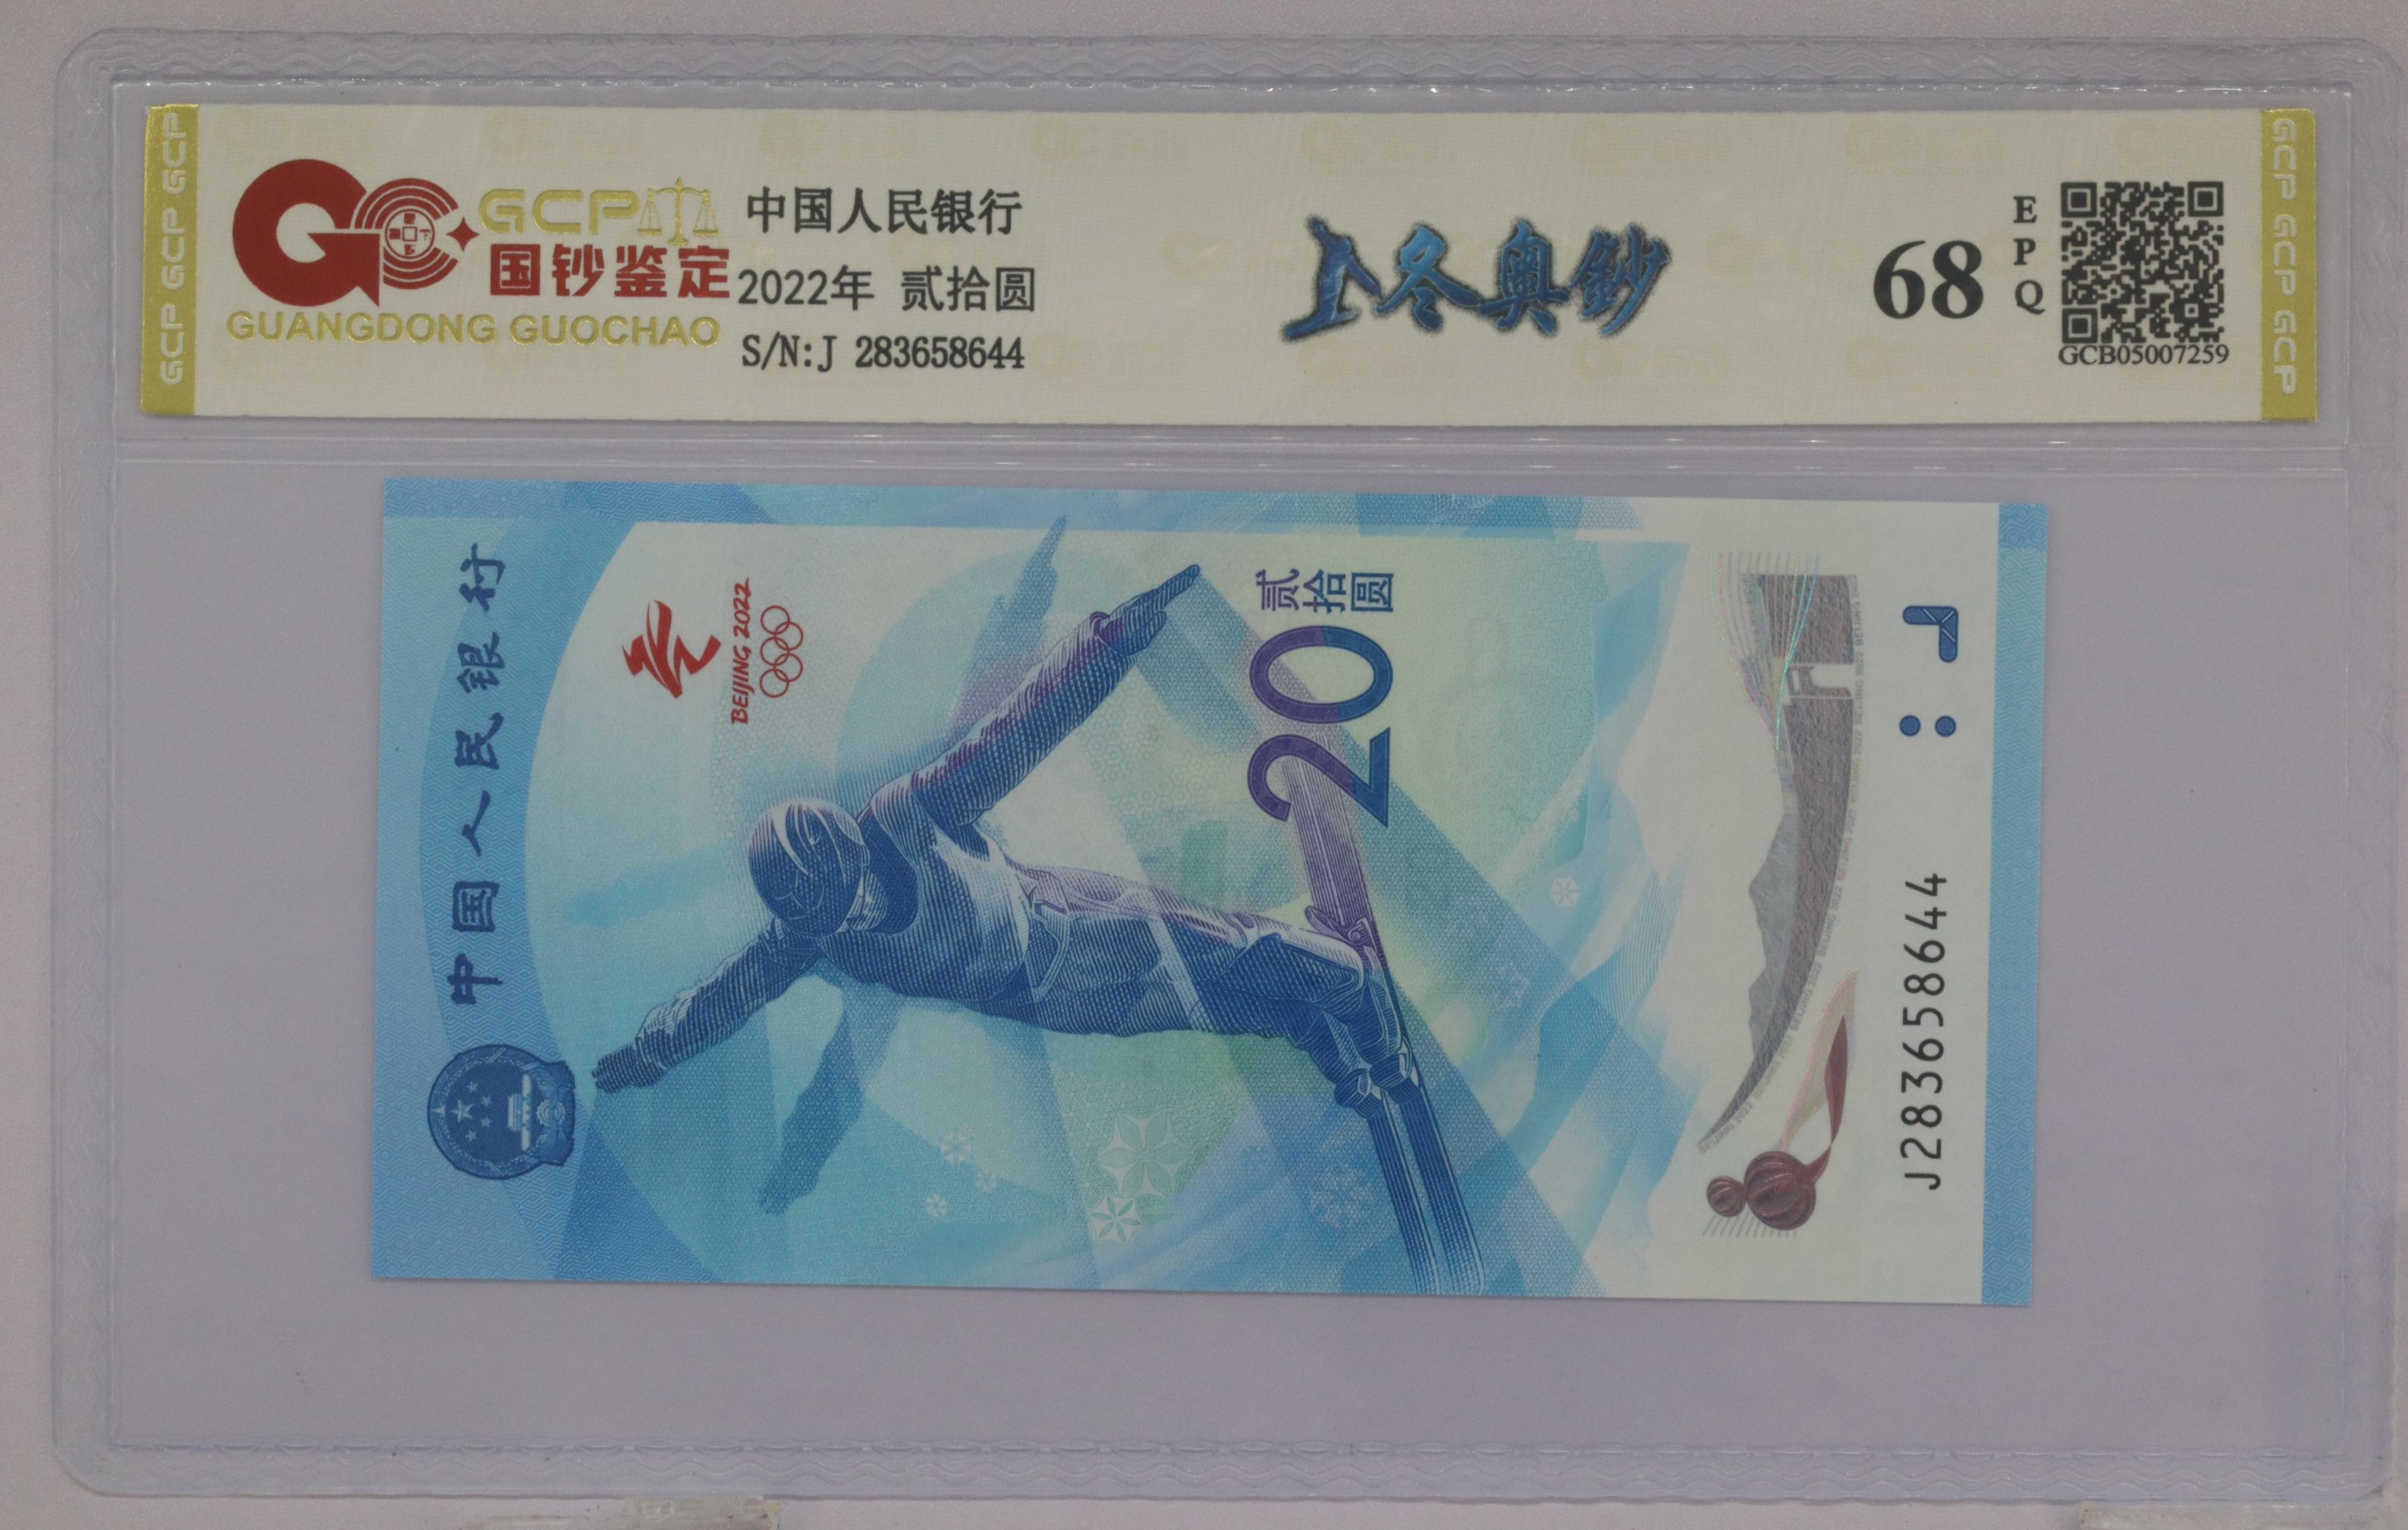 GCP GCP GCP
GCP
国钞鉴定
GUANGDONG GUOCHAO
中国人民银行
2022年 贰拾圆
S/N:J 283658644
冬奥鈔
68
EPQ
GCB05007259
GCP GCP GCP
中国人民银行
BEIJING 2022
贰拾圆
20
J283658644